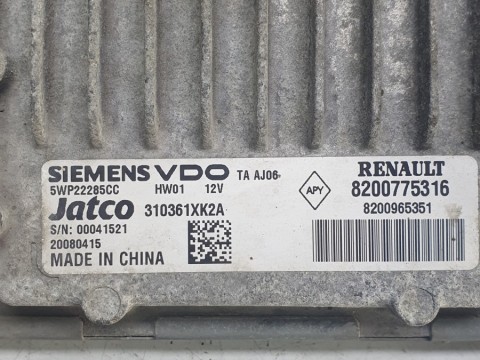 SIEMENS VDO TA AJ06
5WP22285CC HW01 12V
Jatco 310361XK2A
S/N: 00041521
20080415
MADE IN CHINA
APY
RENAULT
8200775316
8200965351